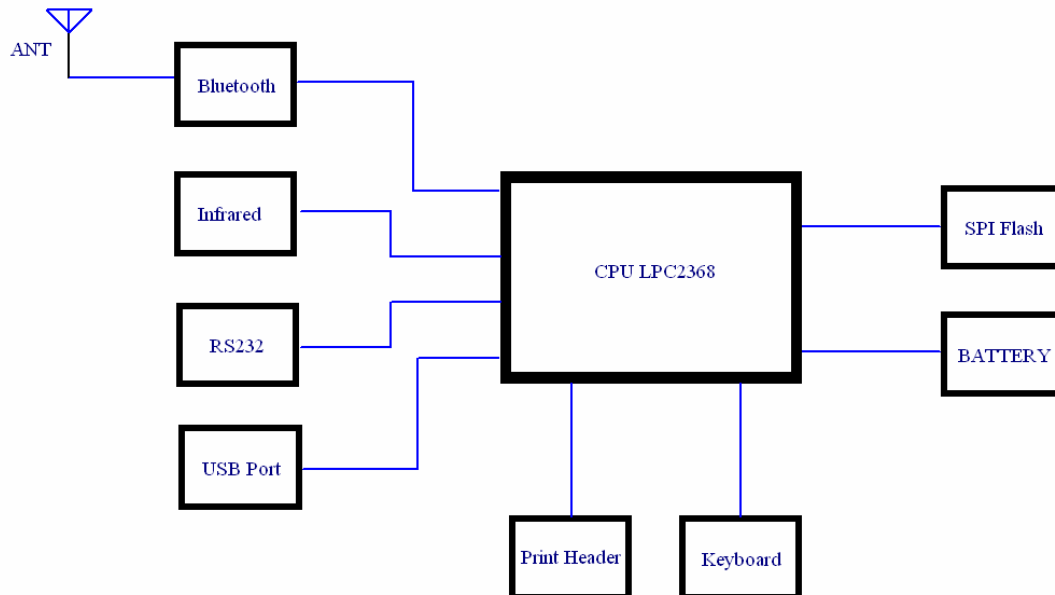 ANT
Bluetooth
Infrared
CPU LPC2368
SPI Flash
RS232
BATTERY
USB Port
Print Header
Keyboard